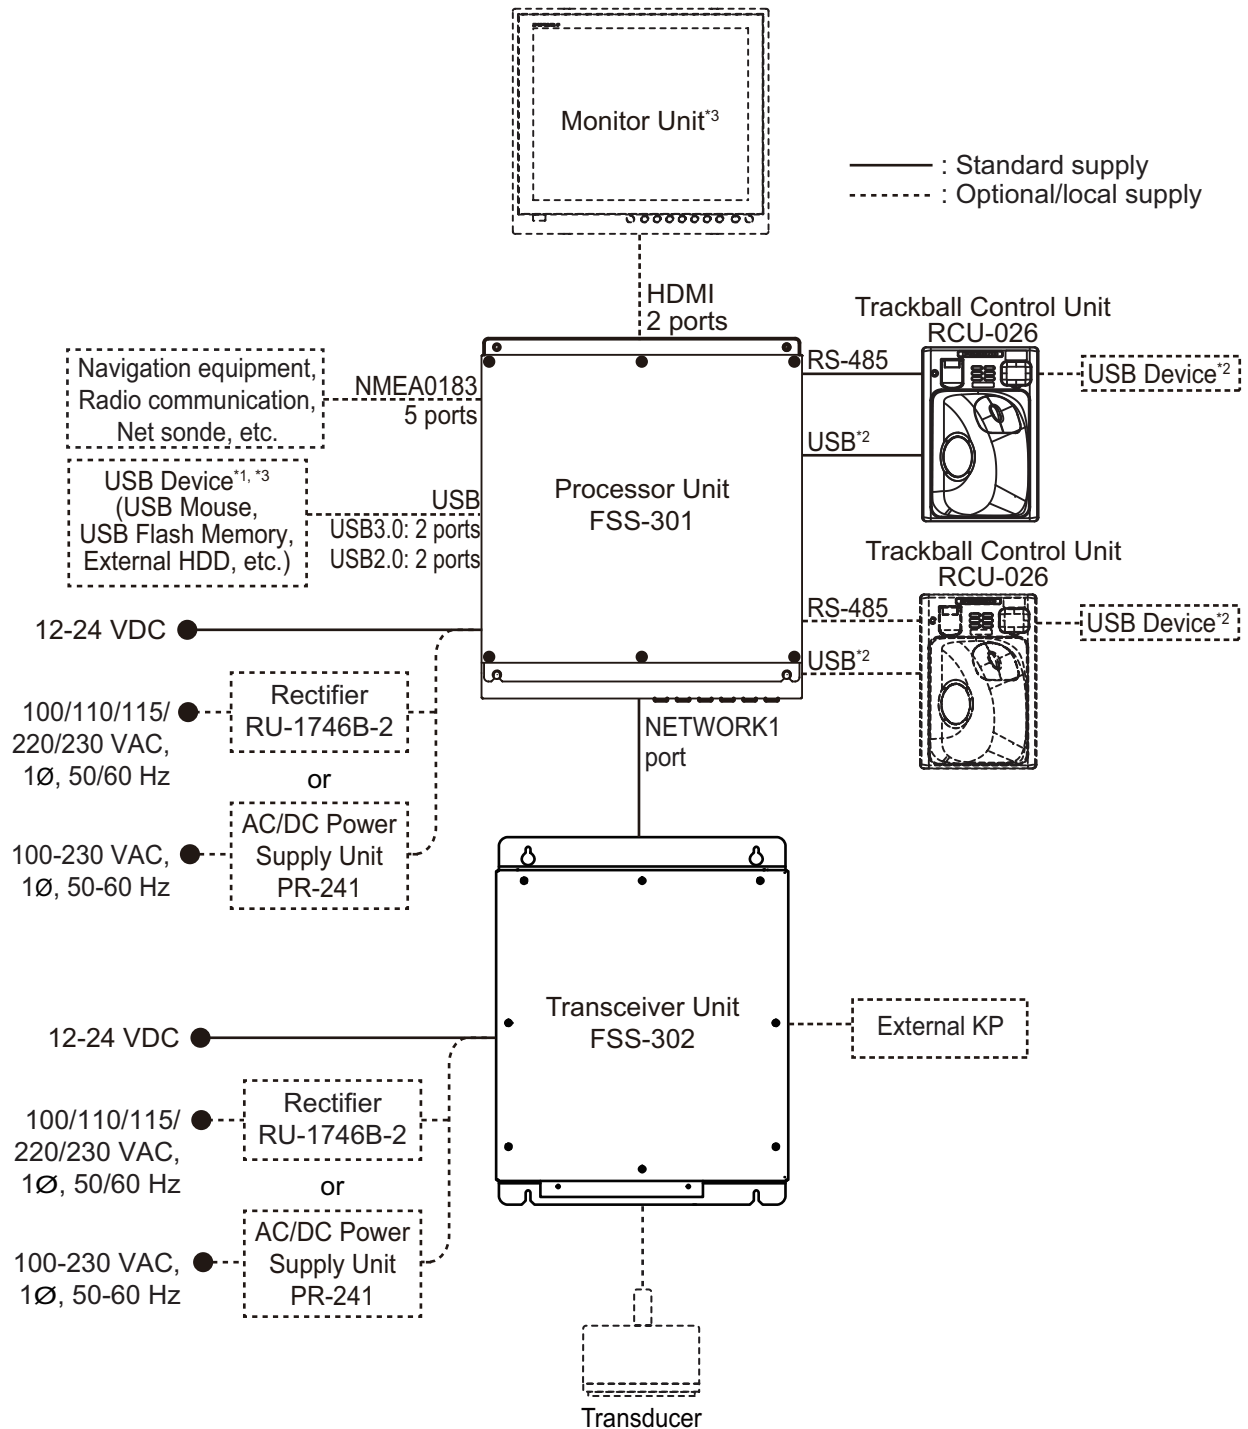 Monitor Unit*3
: Standard supply
: Optional/local supply
HDMI
2 ports
Trackball Control Unit
RCU-026
RS-485
USB Device*2
USB*2
Navigation equipment,
Radio communication,
Net sonde, etc.
NMEA0183
5 ports
USB Device*1, *3
(USB Mouse,
USB Flash Memory,
External HDD, etc.)
USB
USB3.0: 2 ports
USB2.0: 2 ports
Processor Unit
FSS-301
Trackball Control Unit
RCU-026
RS-485
USB Device*2
USB*2
12-24 VDC
Rectifier
RU-1746B-2
100/110/115/
220/230 VAC,
1Ø, 50/60 Hz
or
AC/DC Power
Supply Unit
PR-241
100-230 VAC,
1Ø, 50-60 Hz
NETWORK1
port
Transceiver Unit
FSS-302
External KP
12-24 VDC
Rectifier
RU-1746B-2
100/110/115/
220/230 VAC,
1Ø, 50/60 Hz
or
AC/DC Power
Supply Unit
PR-241
100-230 VAC,
1Ø, 50-60 Hz
Transducer